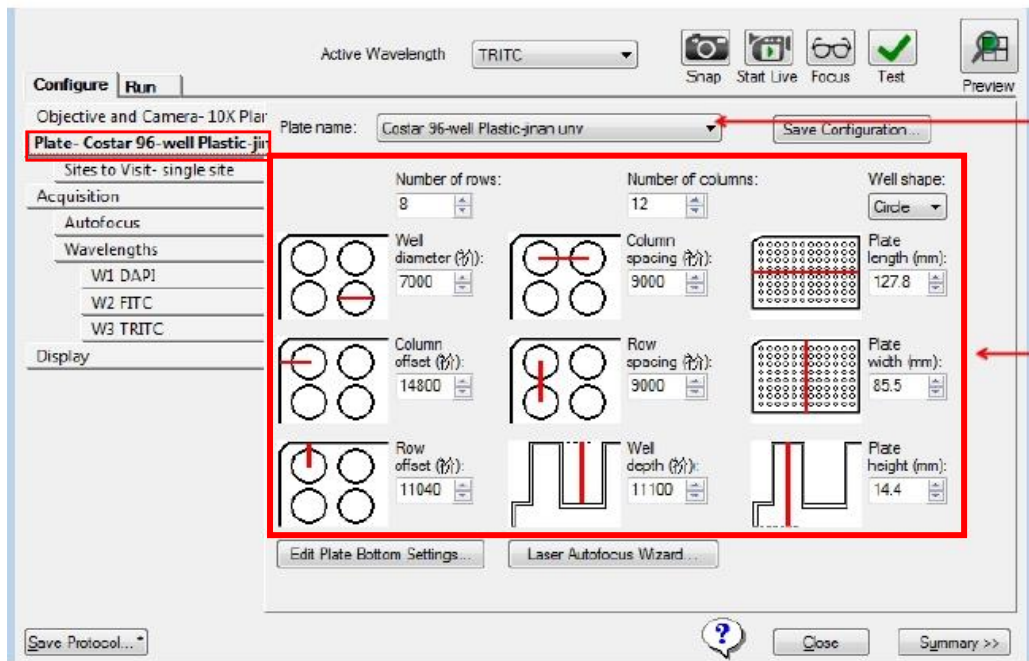 Active Wavelength TRITC
Snap Start Live Focus Test Preview
Configure Run
Objective and Camera- 10X Plar
Plate- Costar 96-well Plastic-jin
Sites to Visit- single site
Acquisition
Autofocus
Wavelengths
W1 DAPI
W2 FITC
W3 TRITC
Display
Plate name: Costar 96-well Plastic-jinan unv Save Configuration...
Number of rows:
8
Number of columns:
12
Well shape:
Circle
Well
diameter
7000
Column
spacing
9000
Plate
length (mm):
127.8
Column
offset
14800
Row
spacing
9000
Plate
width (mm):
85.5
Row
offset
11040
Well
depth
11100
Plate
height (mm):
14.4
Edit Plate Bottom Settings... Laser Autofocus Wizard...
Save Protocol...* ? Close Summary >>